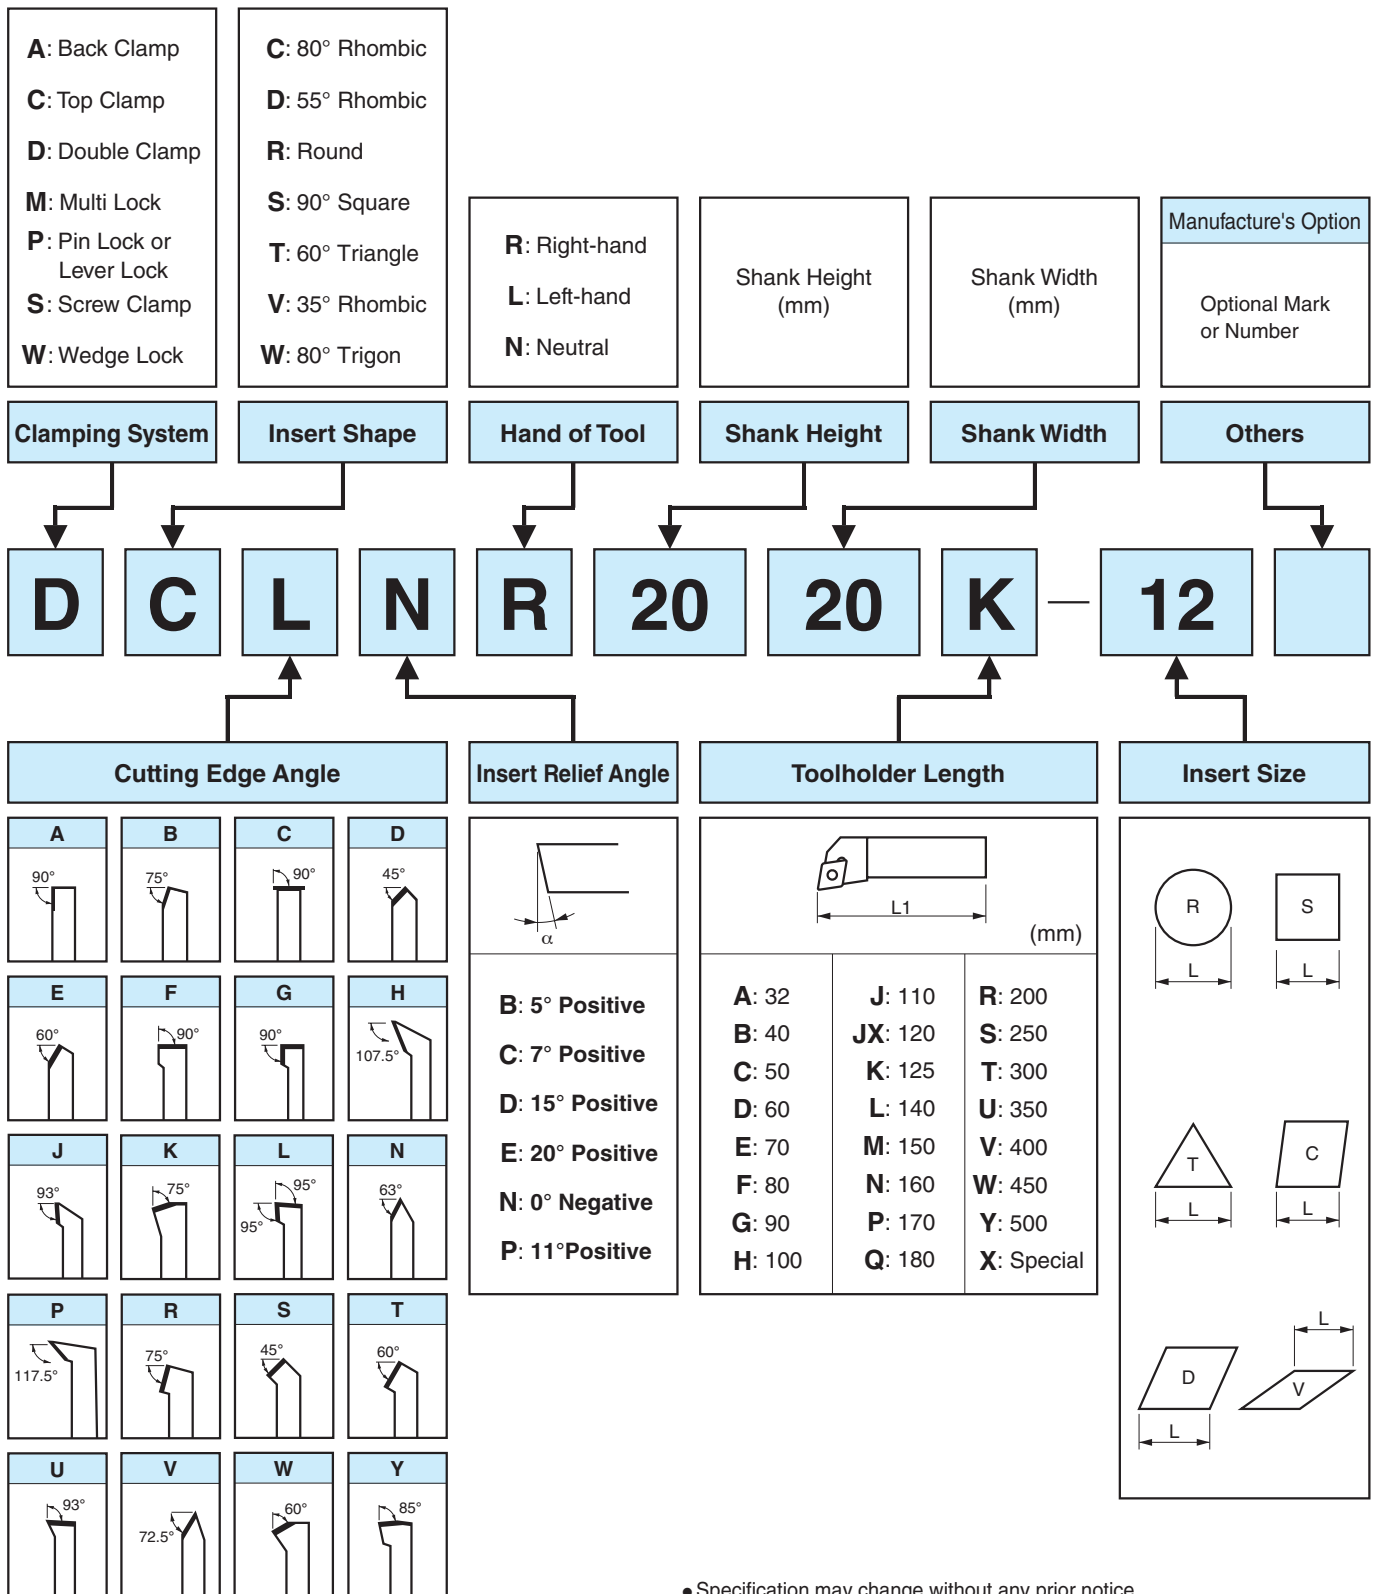 A: Back Clamp
C: Top Clamp
D: Double Clamp
M: Multi Lock
P: Pin Lock or
Lever Lock
S: Screw Clamp
W: Wedge Lock
C: 80° Rhombic
D: 55° Rhombic
R: Round
S: 90° Square
T: 60° Triangle
V: 35° Rhombic
W: 80° Trigon
R: Right-hand
L: Left-hand
N: Neutral
Shank Height
(mm)
Shank Width
(mm)
Manufacture's Option
Optional Mark
or Number
Clamping System
Insert Shape
Hand of Tool
Shank Height
Shank Width
Others
D C L N R 20 20 K — 12
Cutting Edge Angle
Insert Relief Angle
Toolholder Length
Insert Size
A B C D
90° 75° 90° 45°
E F G H
60° 90° 90° 107.5°
J K L N
93° 75° 95° 95° 63°
P R S T
117.5° 75° 45° 60°
U V W Y
93° 72.5° 60° 85°
α
B: 5° Positive
C: 7° Positive
D: 15° Positive
E: 20° Positive
N: 0° Negative
P: 11°Positive
L1
(mm)
A: 32
B: 40
C: 50
D: 60
E: 70
F: 80
G: 90
H: 100
J: 110
JX: 120
K: 125
L: 140
M: 150
N: 160
P: 170
Q: 180
R: 200
S: 250
T: 300
U: 350
V: 400
W: 450
Y: 500
X: Special
R S
L L
T C
L L
L
D V
L
● Specification may change without any prior notice